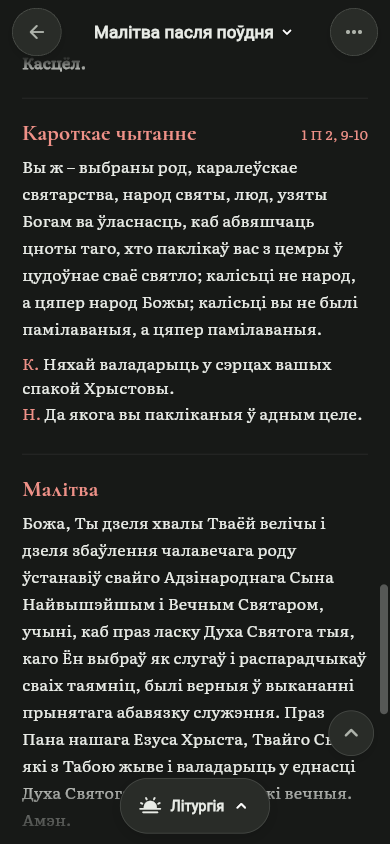 Малітва пасля поўдня
Касцёл.
Кароткае чытанне 1 П 2, 9-10
Вы ж – выбраны род, каралеўскае
святарства, народ святы, люд, узяты
Богам ва ўласнасць, каб абвяшчаць
цноты таго, хто паклікаў вас з цемры ў
цудоўнае сваё святло; калісьці не народ,
а цяпер народ Божы; калісьці вы не былі
памілаваныя, а цяпер памілаваныя.
К. Няхай валадарыць у сэрцах вашых
спакой Хрыстовы.
Н. Да якога вы пакліканыя ў адным целе.
Малітва
Божа, Ты дзеля хвалы Тваёй велічы і
дзеля збаўлення чалавечага роду
ўстанавіў свайго Адзінароднага Сына
Найвышэйшым і Вечным Святаром,
учыні, каб праз ласку Духа Святога тыя,
каго Ён выбраў як слугаў і распарадчыкаў
сваіх таямніц, былі верныя ў выкананні
прынятага абавязку служэння. Праз
Пана нашага Езуса Хрыста, Твайго
які з Табою жыве і валадарыць у еднасці
Духа вечныя.
Літургія
Амэн.